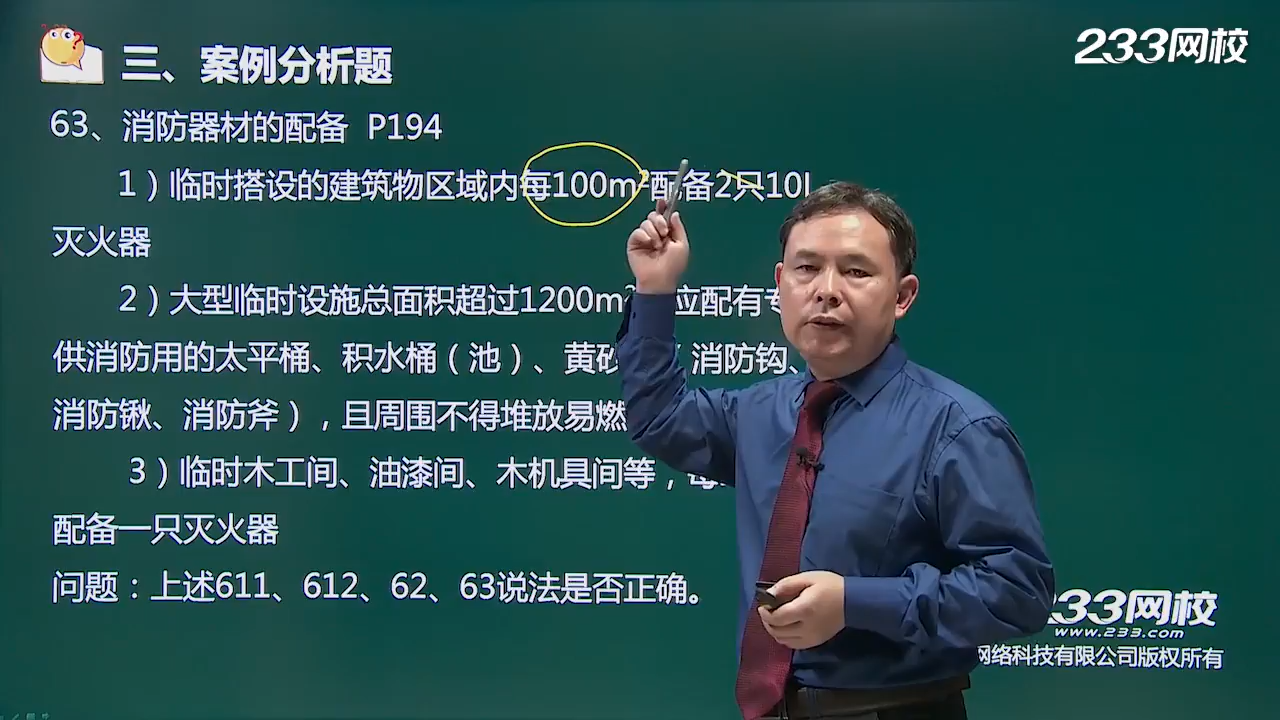 三、案例分析题
233网校
63、消防器材的配备 P194
1）临时搭设的建筑物区域内每100m²配备2只10L
灭火器
2）大型临时设施总面积超过1200m²应配有专
供消防用的太平桶、积水桶（池）、黄砂消防钩、
消防锹、消防斧），且周围不得堆放易燃
3）临时木工间、油漆间、木机具间等，每
配备一只灭火器
问题：上述611、612、62、63说法是否正确。
233网校
www.233.com
网络科技有限公司版权所有